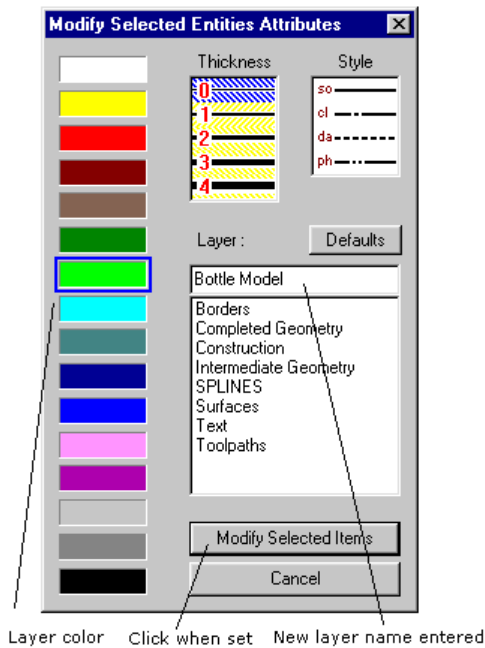 Modify Selected Entities Attributes
Thickness Style
0
1
2
3
4
so
cl
da
ph
Layer : Defaults
Bottle Model
Borders
Completed Geometry
Construction
Intermediate Geometry
SPLINES
Surfaces
Text
Toolpaths
Modify Selected Items
Cancel
Layer color Click when set New layer name entered